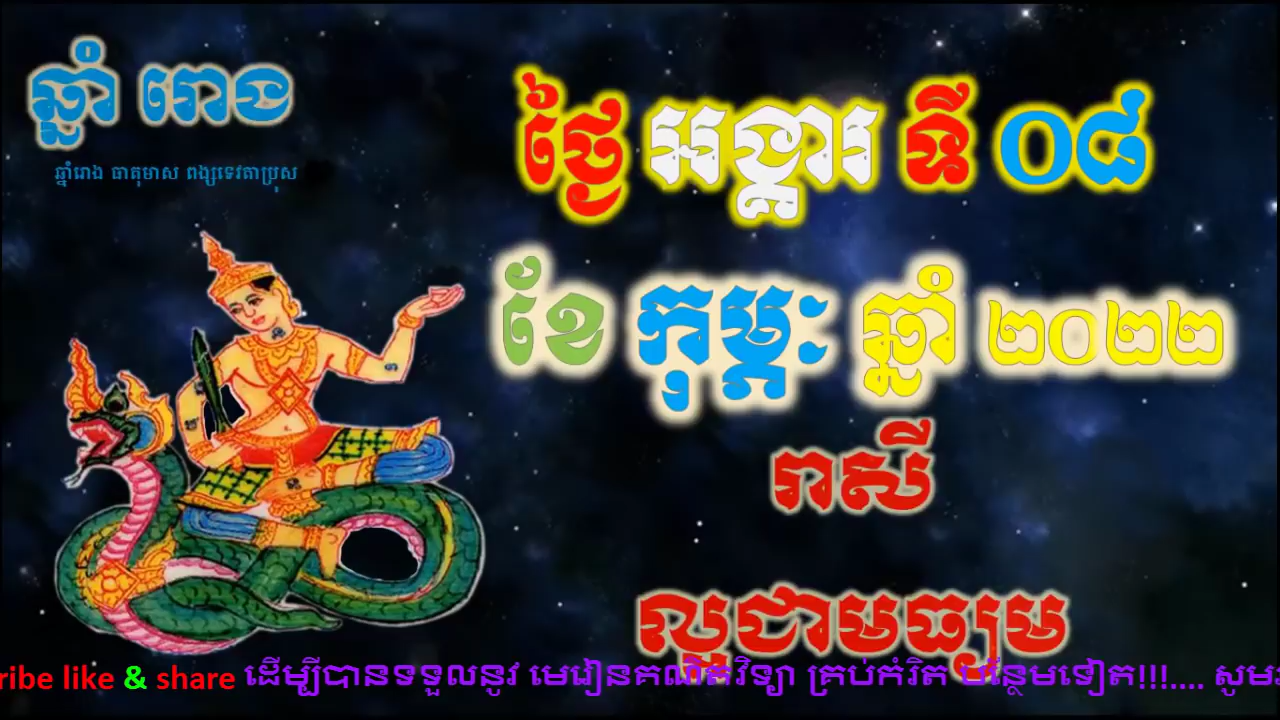 ឆ្នាំ រោង
ឆ្នាំរោង ធាតុមាស ពង្សទេវតាប្រុស
ថ្ងៃ អង្គារ ទី ០៨
ខែ កុម្ភៈ ឆ្នាំ ២០២២
រាសី
ល្អជាមធ្យម
ribe like & share ដើម្បីបានទទួលនូវ មេរៀនគណិតវិទ្យា គ្រប់កំរិត បន្ថែមទៀត!!!.... សូមអ